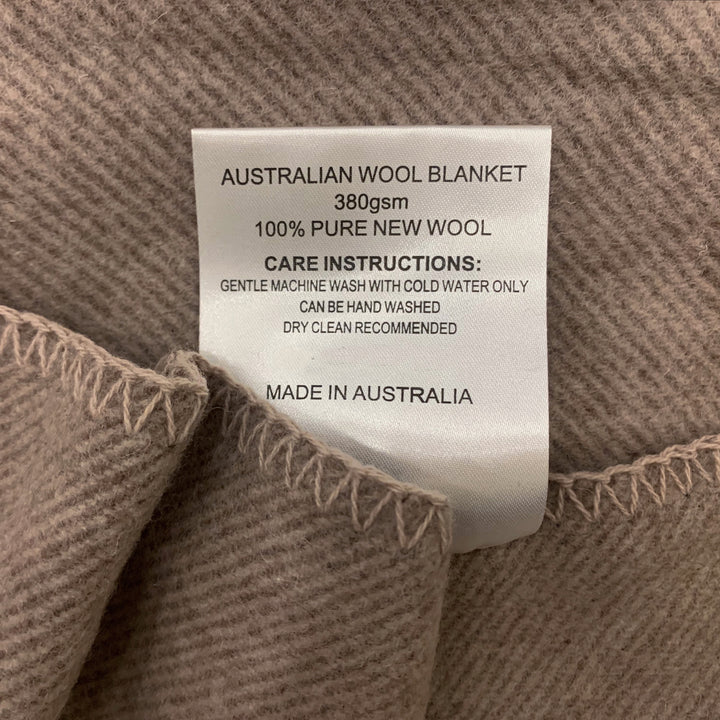 AUSTRALIAN WOOL BLANKET
380gsm
100% PURE NEW WOOL
CARE INSTRUCTIONS:
GENTLE MACHINE WASH WITH COLD WATER ONLY
CAN BE HAND WASHED
DRY CLEAN RECOMMENDED
MADE IN AUSTRALIA